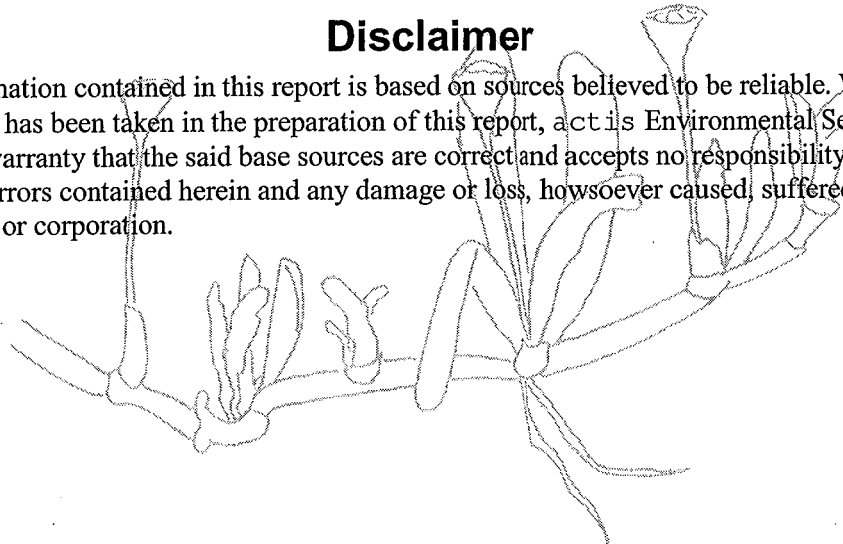 Disclaimer
mation contained in this report is based on sources believed to be reliable.
has been taken in the preparation of this report, actis Environmental Se
warranty that the said base sources are correct and accepts no responsibility
rrors contained herein and any damage or loss, howsoever caused, suffered
or corporation.